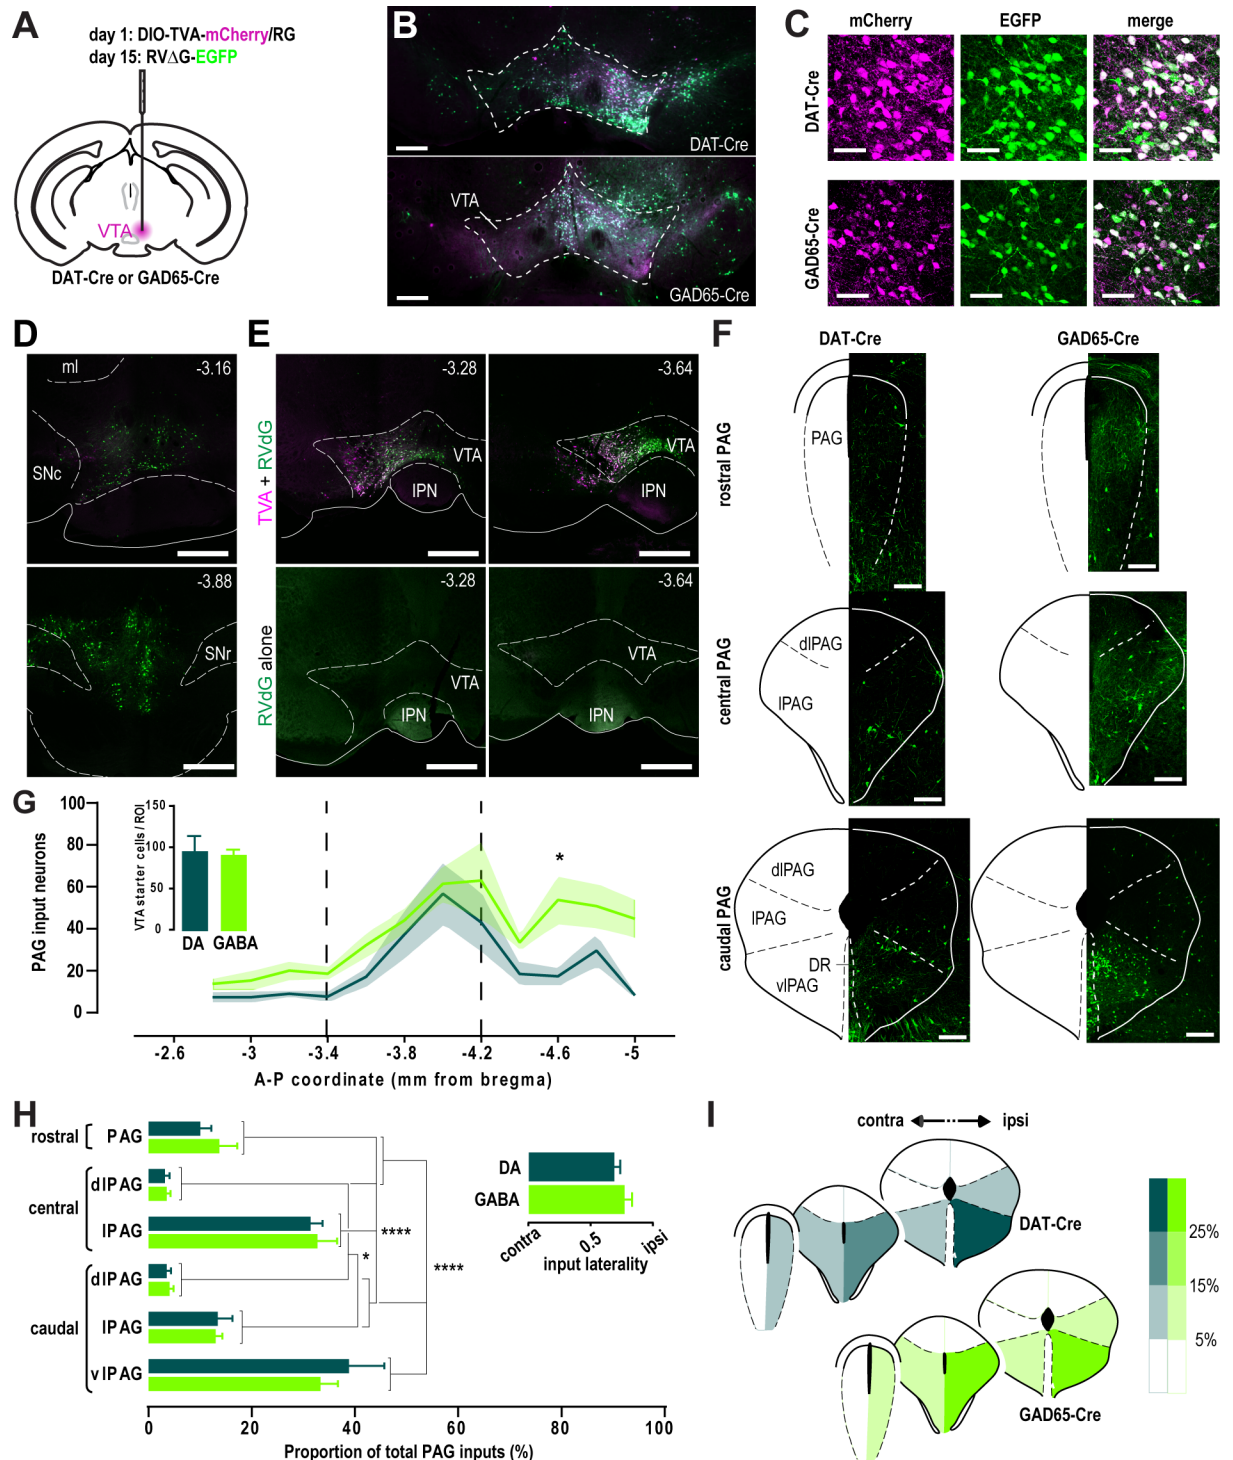 A
day 1: DIO-TVA-mCherry/RG
day 15: RVΔG-EGFP
VTA
DAT-Cre or GAD65-Cre
B
DAT-Cre
VTA
GAD65-Cre
C
mCherry EGFP merge
DAT-Cre
GAD65-Cre
D
ml
-3.16
SNc
-3.88
SNr
E
TVA + RVdG
-3.28
VTA
IPN
-3.64
VTA
IPN
RVdG alone
-3.28
VTA
IPN
-3.64
VTA
IPN
F
DAT-Cre GAD65-Cre
rostral PAG
PAG
central PAG
dlPAG
lPAG
caudal PAG
dlPAG
lPAG
DR
vlPAG
G
PAG input neurons
100
80
60
40
20
0
VTA starter cells / ROI
150
100
50
0
DA GABA
*
-2.6 -3 -3.4 -3.8 -4.2 -4.6 -5
A-P coordinate (mm from bregma)
H
rostral PAG
central dlPAG
lPAG
caudal dlPAG
lPAG
vlPAG
****
*
****
0 20 40 60 80 100
Proportion of total PAG inputs (%)
DA
GABA
contra 0.5 ipsi
input laterality
I
contra ipsi
DAT-Cre
GAD65-Cre
25%
15%
5%